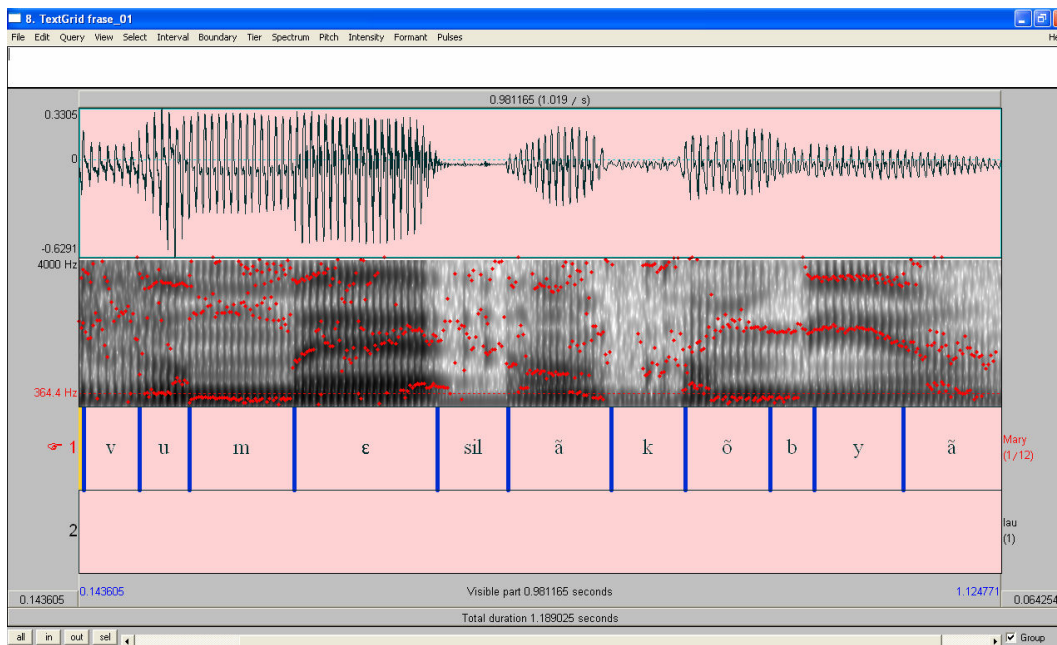 8. TextGrid frase_01
File Edit Query View Select Interval Boundary Tier Spectrum Pitch Intensity Formant Pulses He
0.981165 (1.019 / s)
0.3305
0
-0.6291
4000 Hz
364.4 Hz
☞ 1 v u m ɛ sil ã k õ b y ã Mary (1/12)
2 lau (1)
0.143605 Visible part 0.981165 seconds 1.124771
0.143605 0.064254
Total duration 1.189025 seconds
all in out sel Group